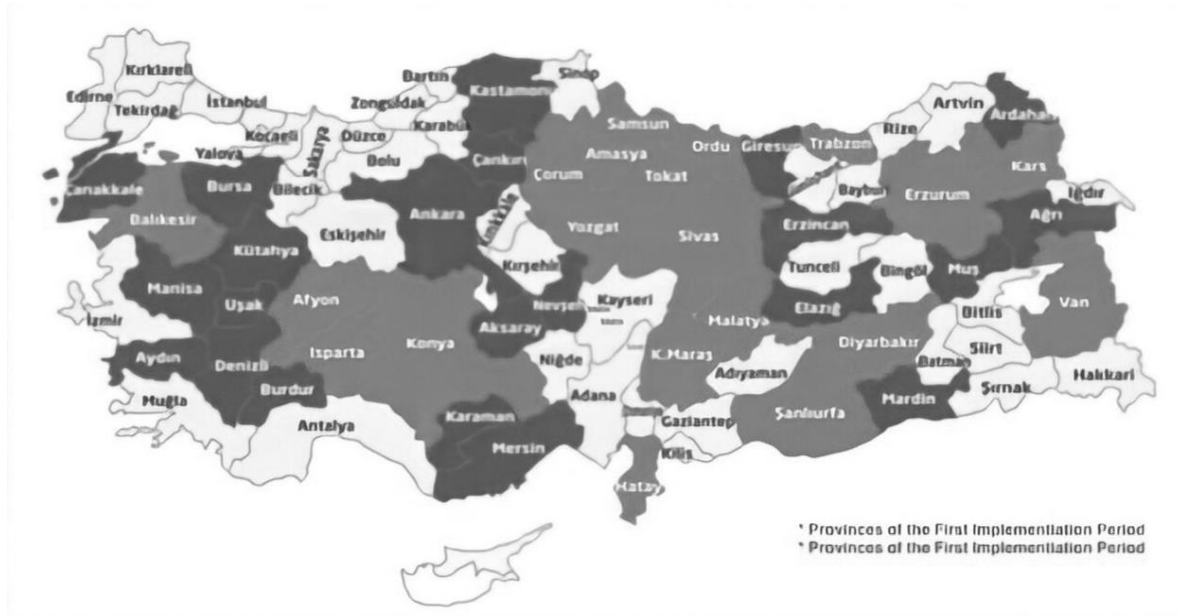 Kırklareli
Edirne
Tekirdağ
İstanbul
Kocaeli
Yalova
Sakarya
Düzce
Zonguldak
Bartın
Karabük
Bolu
Kastamonu
Sinop
Çankırı
Samsun
Amasya
Ordu
Giresun
Trabzon
Rize
Artvin
Ardahan
Kars
Çorum
Tokat
Bayburt
Erzurum
Iğdır
Ağrı
Çanakkale
Bursa
Bilecik
Balıkesir
Kütahya
Eskişehir
Ankara
Kırıkkale
Yozgat
Sivas
Erzincan
Kırşehir
Tunceli
Bingöl
Muş
Manisa
Uşak
Afyon
Nevşehir
Kayseri
Elazığ
Van
Bitlis
İzmir
Aksaray
Malatya
Konya
Diyarbakır
Siirt
Batman
Aydın
Denizli
Isparta
Niğde
K.Maraş
Adıyaman
Hakkari
Şırnak
Burdur
Muğla
Adana
Mardin
Antalya
Karaman
Gaziantep
Şanlıurfa
Mersin
Kilis
Hatay
* Provinces of the First Implementiation Period
* Provinces of the First Implementiation Period